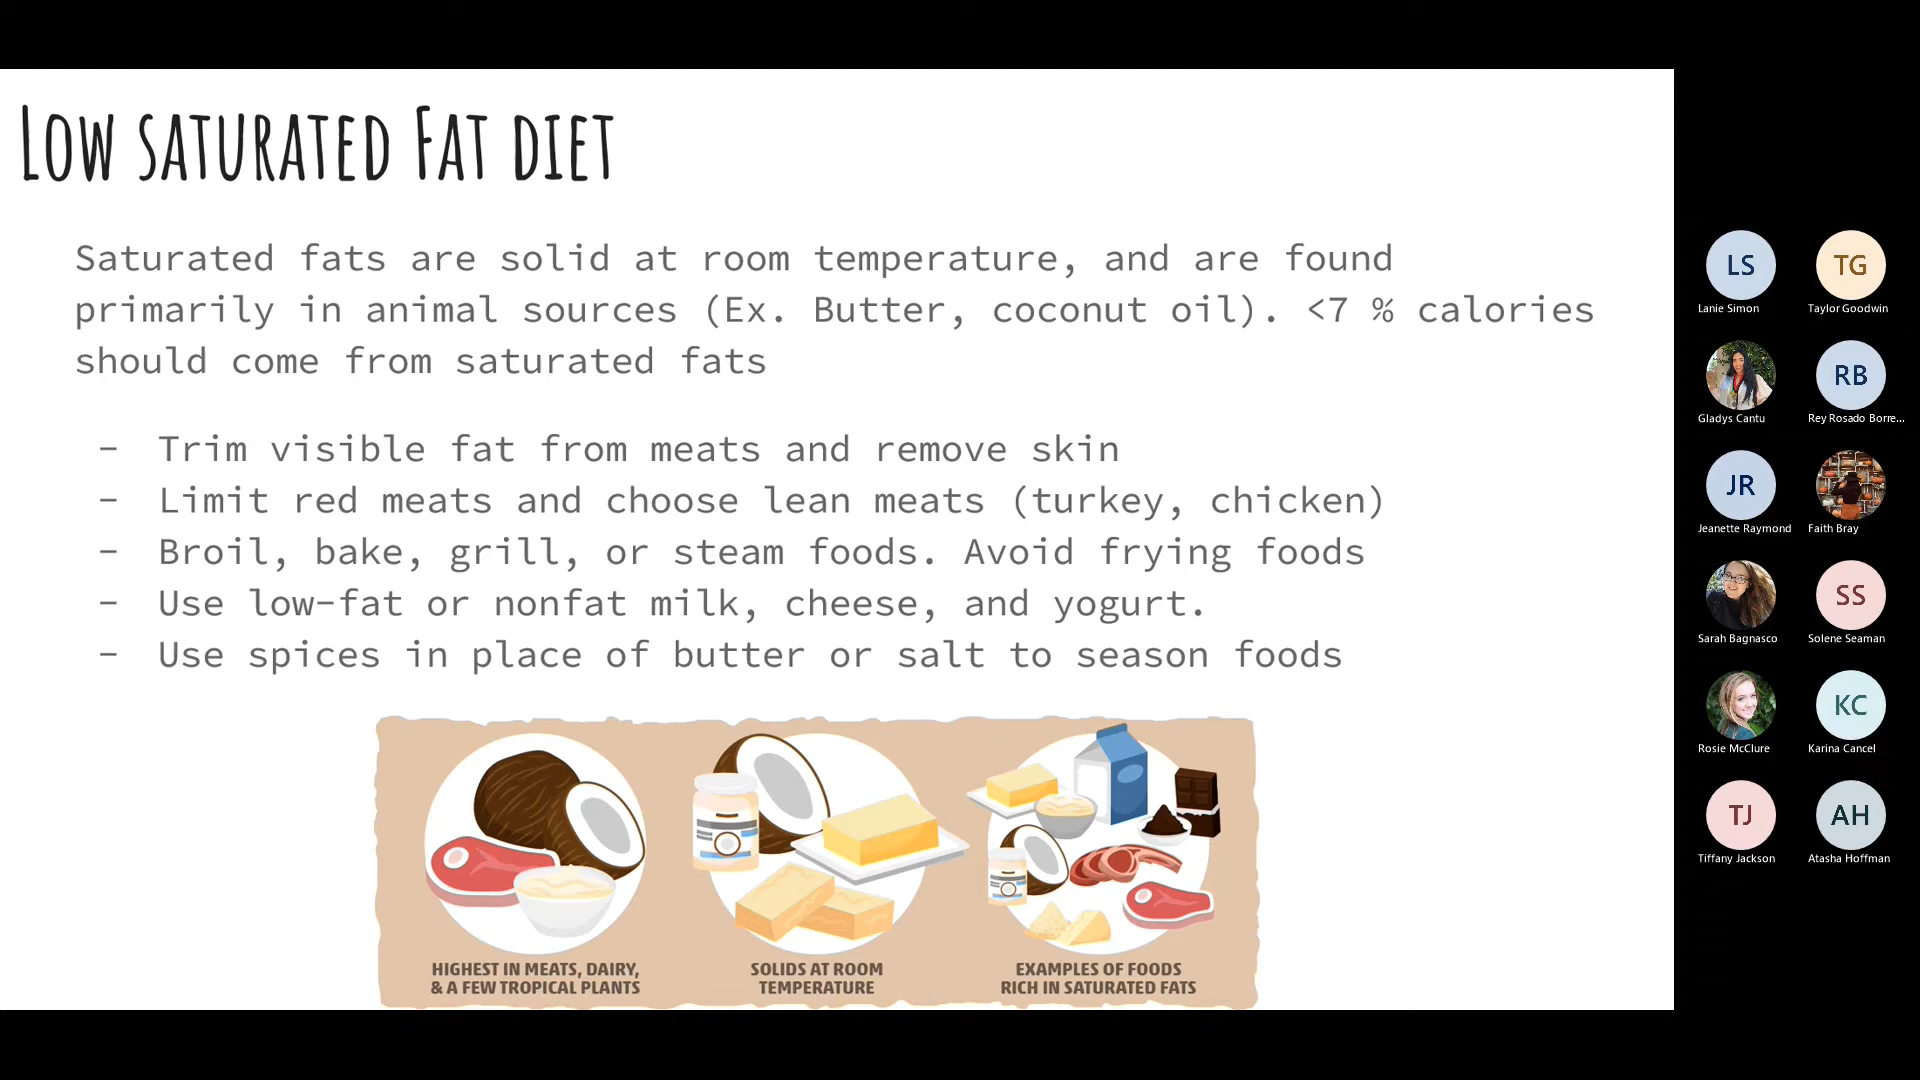 Low saturated Fat diet
Saturated fats are solid at room temperature, and are found
primarily in animal sources (Ex. Butter, coconut oil). <7 % calories
should come from saturated fats
- Trim visible fat from meats and remove skin
- Limit red meats and choose lean meats (turkey, chicken)
- Broil, bake, grill, or steam foods. Avoid frying foods
- Use low-fat or nonfat milk, cheese, and yogurt.
- Use spices in place of butter or salt to season foods
HIGHEST IN MEATS, DAIRY,
& A FEW TROPICAL PLANTS
SOLIDS AT ROOM
TEMPERATURE
EXAMPLES OF FOODS
RICH IN SATURATED FATS
LS
Lanie Simon
TG
Taylor Goodwin
Gladys Cantu
RB
Rey Rosado Borre...
JR
Jeanette Raymond
Faith Bray
Sarah Bagnasco
SS
Solene Seaman
Rosie McClure
KC
Karina Cancel
TJ
Tiffany Jackson
AH
Atasha Hoffman